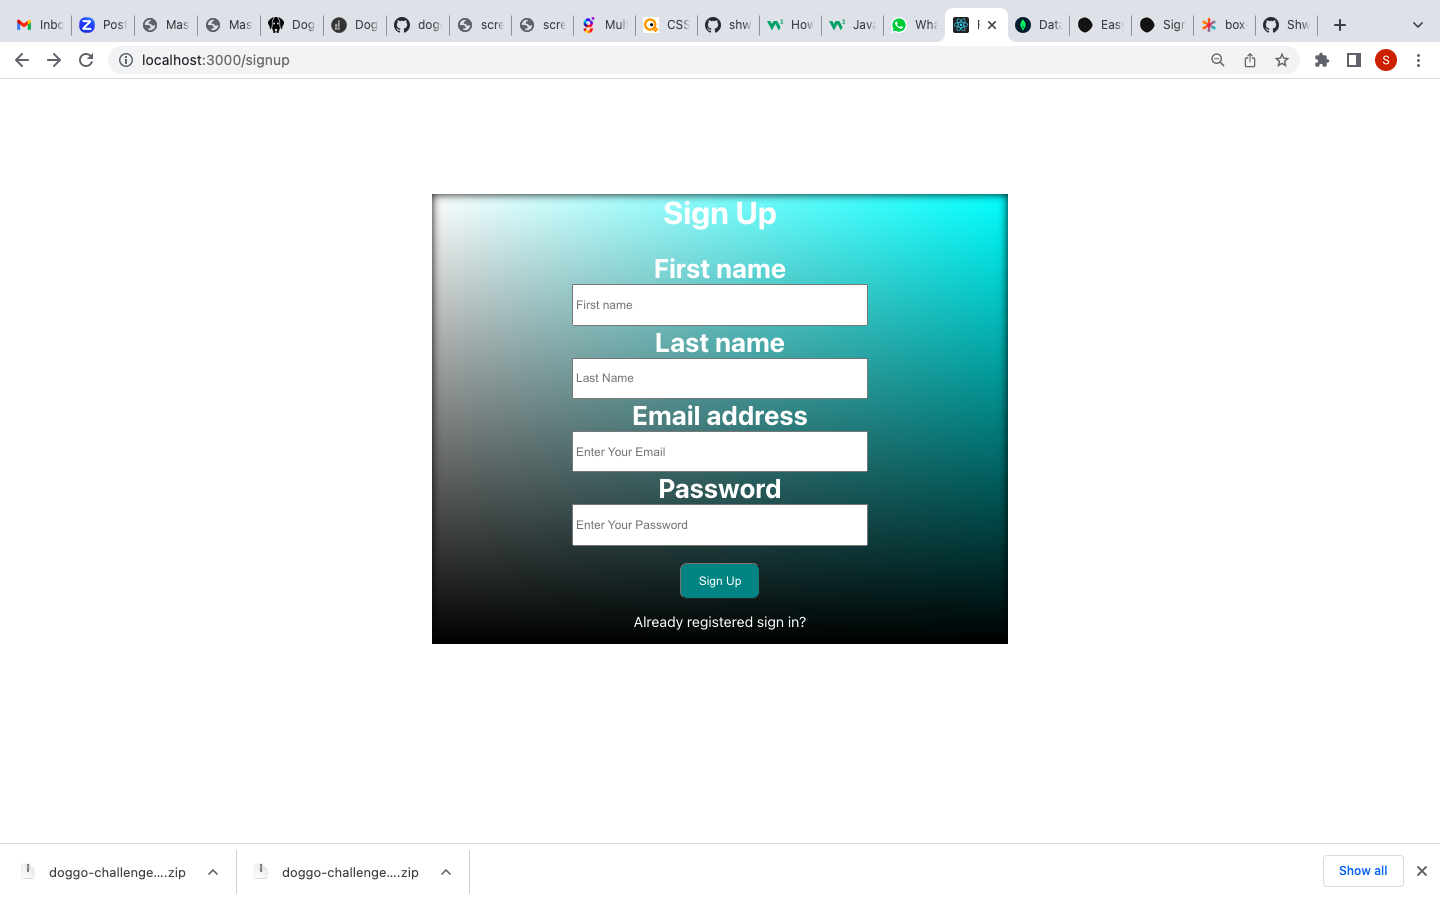 Inbo Post Mas Mas Dog Dog dog scre scre Mul CSS shw How Java Wha Data Eas Sign box Shw
localhost:3000/signup
S
Sign Up
First name
First name
Last name
Last Name
Email address
Enter Your Email
Password
Enter Your Password
Sign Up
Already registered sign in?
doggo-challenge....zip
doggo-challenge....zip
Show all